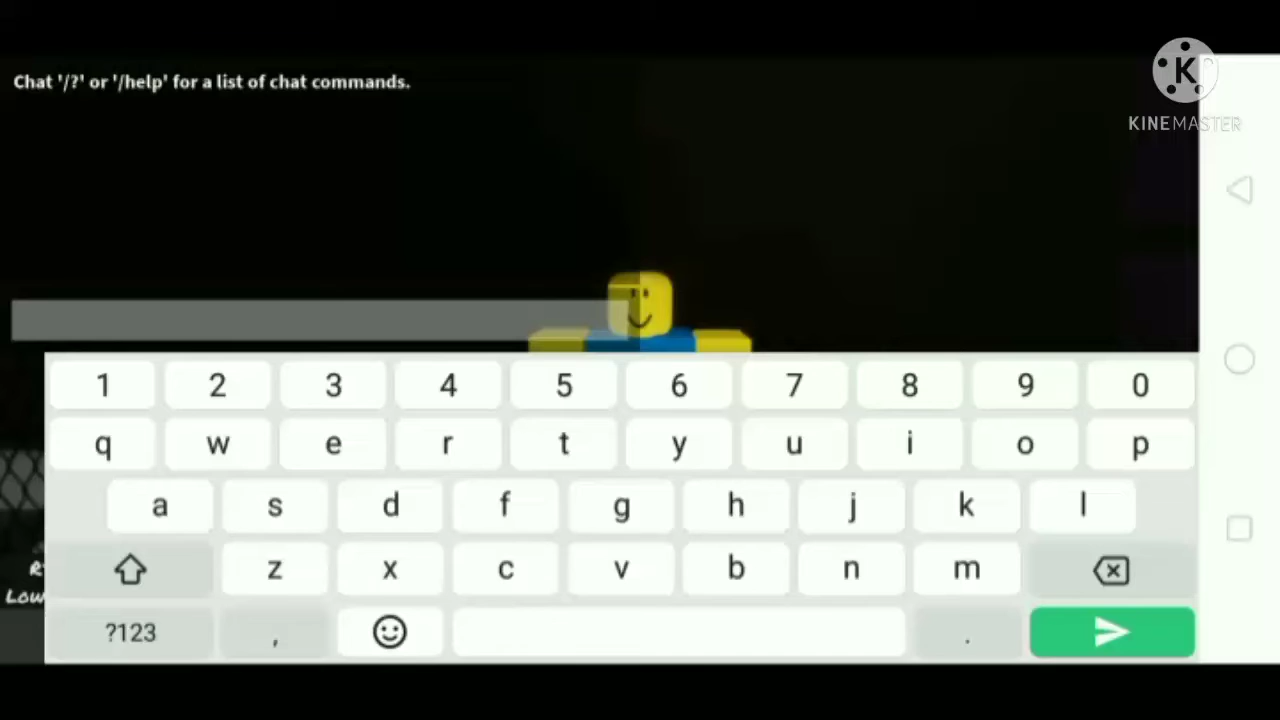 Chat '/?' or '/help' for a list of chat commands.
K
KINEMASTER
1 2 3 4 5 6 7 8 9 0
q w e r t y u i o p
a s d f g h j k l
z x c v b n m
?123 , .